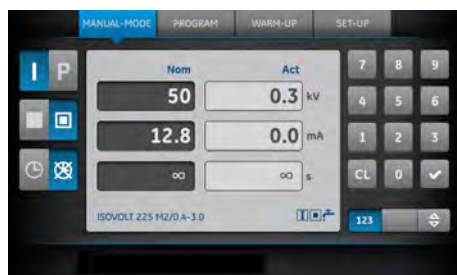 MANUAL-MODE PROGRAM WARM-UP SET-UP
I P
Nom Act
7 8 9
50 0.3 kV
4 5 6
12.8 0.0 mA
1 2 3
∞ ∞ s
CL 0
ISOVOLT 225 M2/0.4-3.0
123